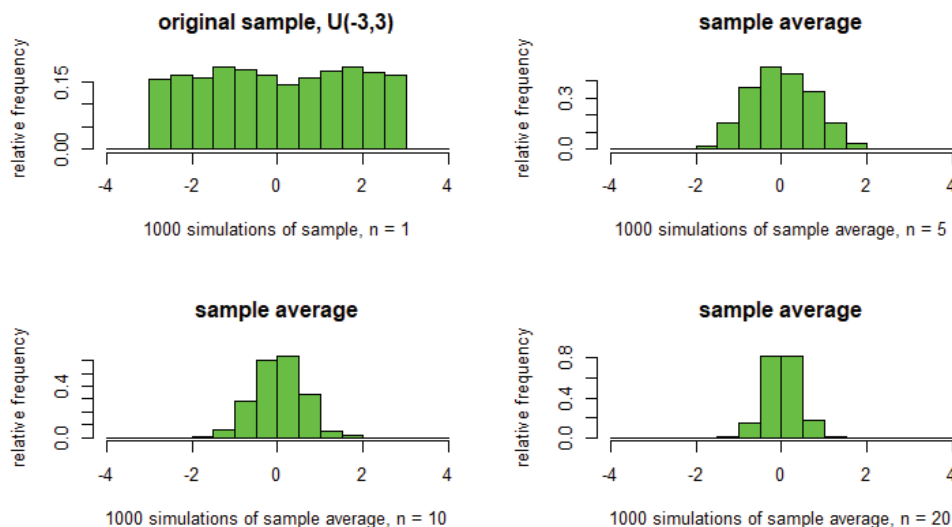 original sample, U(-3,3)
relative frequency
0.00 0.15
-4 -2 0 2 4
1000 simulations of sample, n = 1
sample average
relative frequency
0.0 0.3
-4 -2 0 2 4
1000 simulations of sample average, n = 5
sample average
relative frequency
0.0 0.4
-4 -2 0 2 4
1000 simulations of sample average, n = 10
sample average
relative frequency
0.0 0.4 0.8
-4 -2 0 2 4
1000 simulations of sample average, n = 20